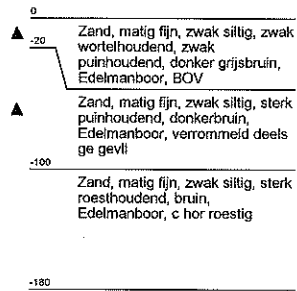 0
-20
Zand, matig fijn, zwak siltig, zwak
wortelhoudend, zwak
puinhoudend, donker grijsbruin,
Edelmanboor, BOV
Zand, matig fijn, zwak siltig, sterk
puinhoudend, donkerbruin,
Edelmanboor, verrommeld deels
ge gevll
-100
Zand, matig fijn, zwak siltig, sterk
roesthoudend, bruin,
Edelmanboor, c hor roestig
-180